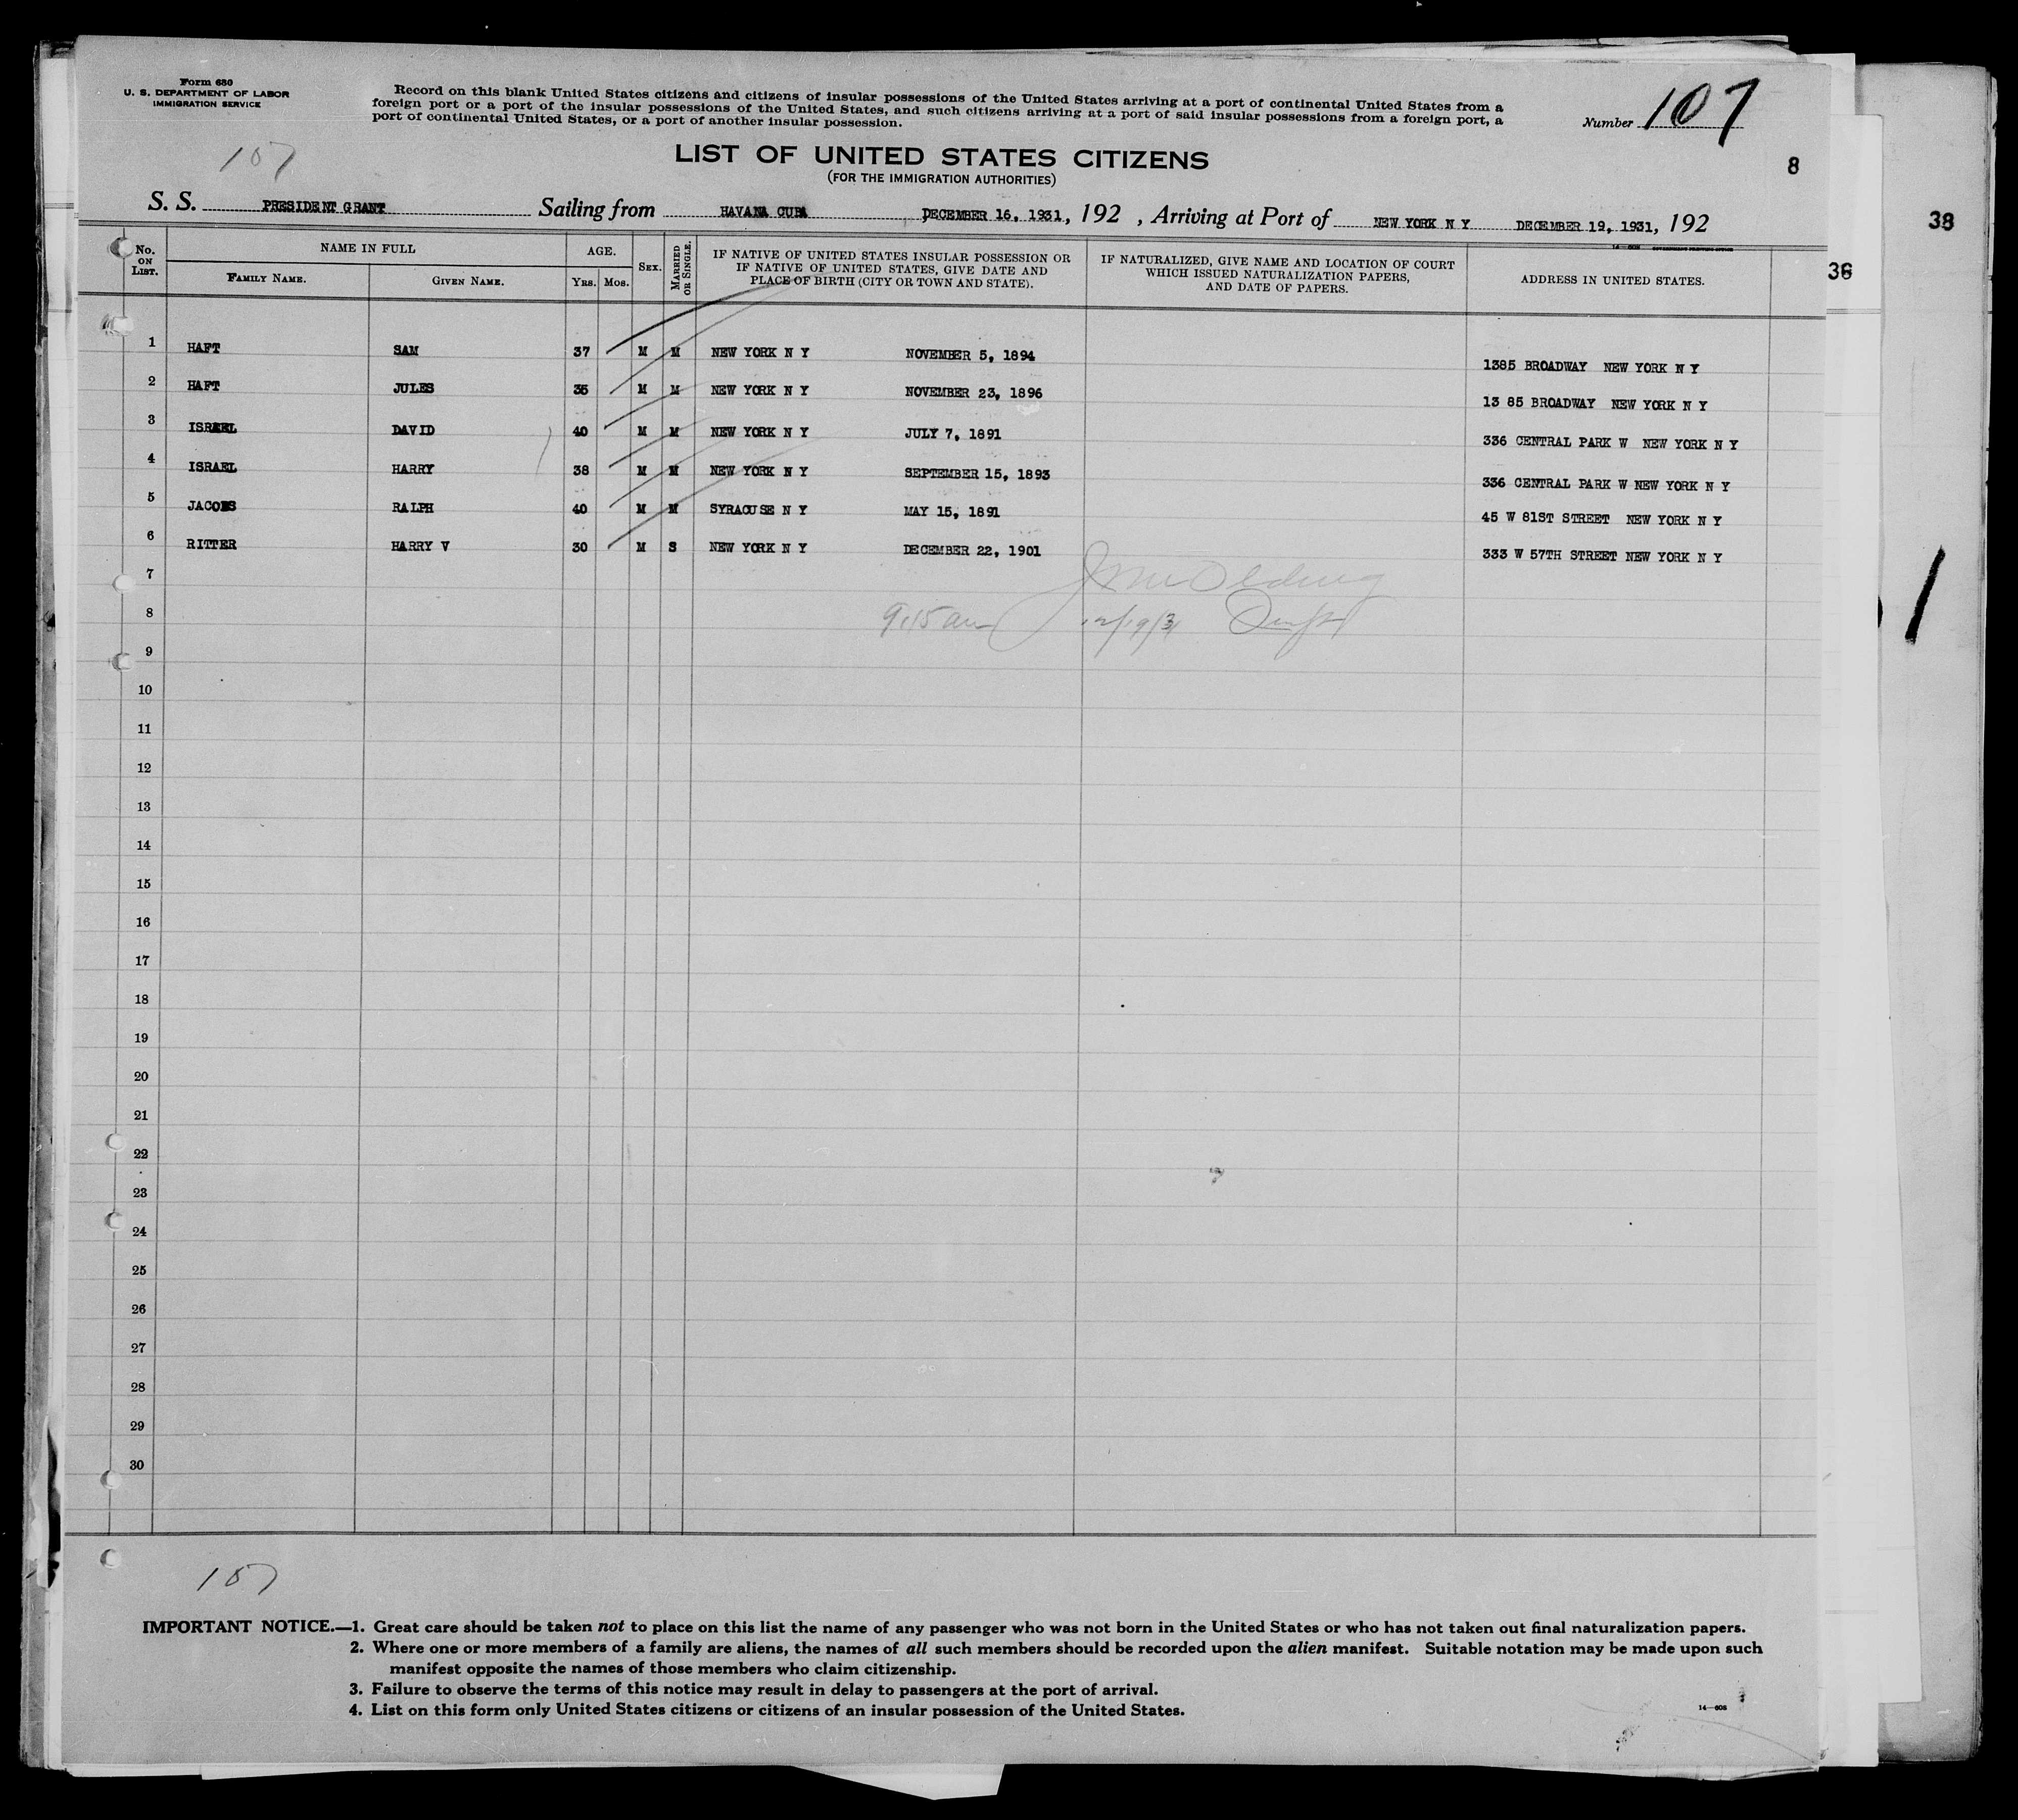 Form 630
U. S. DEPARTMENT OF LABOR
IMMIGRATION SERVICE
Record on this blank United States citizens and citizens of insular possessions of the United States arriving at a port of continental United States from a
foreign port or a port of the insular possessions of the United States, and such citizens arriving at a port of said insular possessions from a foreign port, a
port of continental United States, or a port of another insular possession.
Number 107
107
LIST OF UNITED STATES CITIZENS
(FOR THE IMMIGRATION AUTHORITIES)
8
38
36
S. S. PRESIDENT GRANT Sailing from HAVANA CUBA DECEMBER 16, 1931, 192 , Arriving at Port of NEW YORK N Y DECEMBER 19, 1931, 192
No. ON LIST. NAME IN FULL FAMILY NAME. GIVEN NAME. AGE. YRS. MOS. SEX. MARRIED OR SINGLE. IF NATIVE OF UNITED STATES INSULAR POSSESSION OR IF NATIVE OF UNITED STATES, GIVE DATE AND PLACE OF BIRTH (CITY OR TOWN AND STATE). IF NATURALIZED, GIVE NAME AND LOCATION OF COURT WHICH ISSUED NATURALIZATION PAPERS, AND DATE OF PAPERS. ADDRESS IN UNITED STATES.
1 HAFT SAM 37 M M NEW YORK N Y NOVEMBER 5, 1894 1385 BROADWAY NEW YORK N Y
2 HAFT JULES 35 M M NEW YORK N Y NOVEMBER 23, 1896 13 85 BROADWAY NEW YORK N Y
3 ISRAEL DAVID 40 M M NEW YORK N Y JULY 7, 1891 336 CENTRAL PARK W NEW YORK N Y
4 ISRAEL HARRY 38 M M NEW YORK N Y SEPTEMBER 15, 1893 336 CENTRAL PARK W NEW YORK N Y
5 JACOBS RALPH 40 M M SYRACUSE N Y MAY 15, 1891 45 W 81ST STREET NEW YORK N Y
6 RITTER HARRY V 30 M S NEW YORK N Y DECEMBER 22, 1901 333 W 57TH STREET NEW YORK N Y
7
8 9.15 am 12/19/31
9
10
11
12
13
14
15
16
17
18
19
20
21
22
23
24
25
26
27
28
29
30
107
IMPORTANT NOTICE.—1. Great care should be taken not to place on this list the name of any passenger who was not born in the United States or who has not taken out final naturalization papers.
2. Where one or more members of a family are aliens, the names of all such members should be recorded upon the alien manifest. Suitable notation may be made upon such
manifest opposite the names of those members who claim citizenship.
3. Failure to observe the terms of this notice may result in delay to passengers at the port of arrival.
4. List on this form only United States citizens or citizens of an insular possession of the United States.
14—608